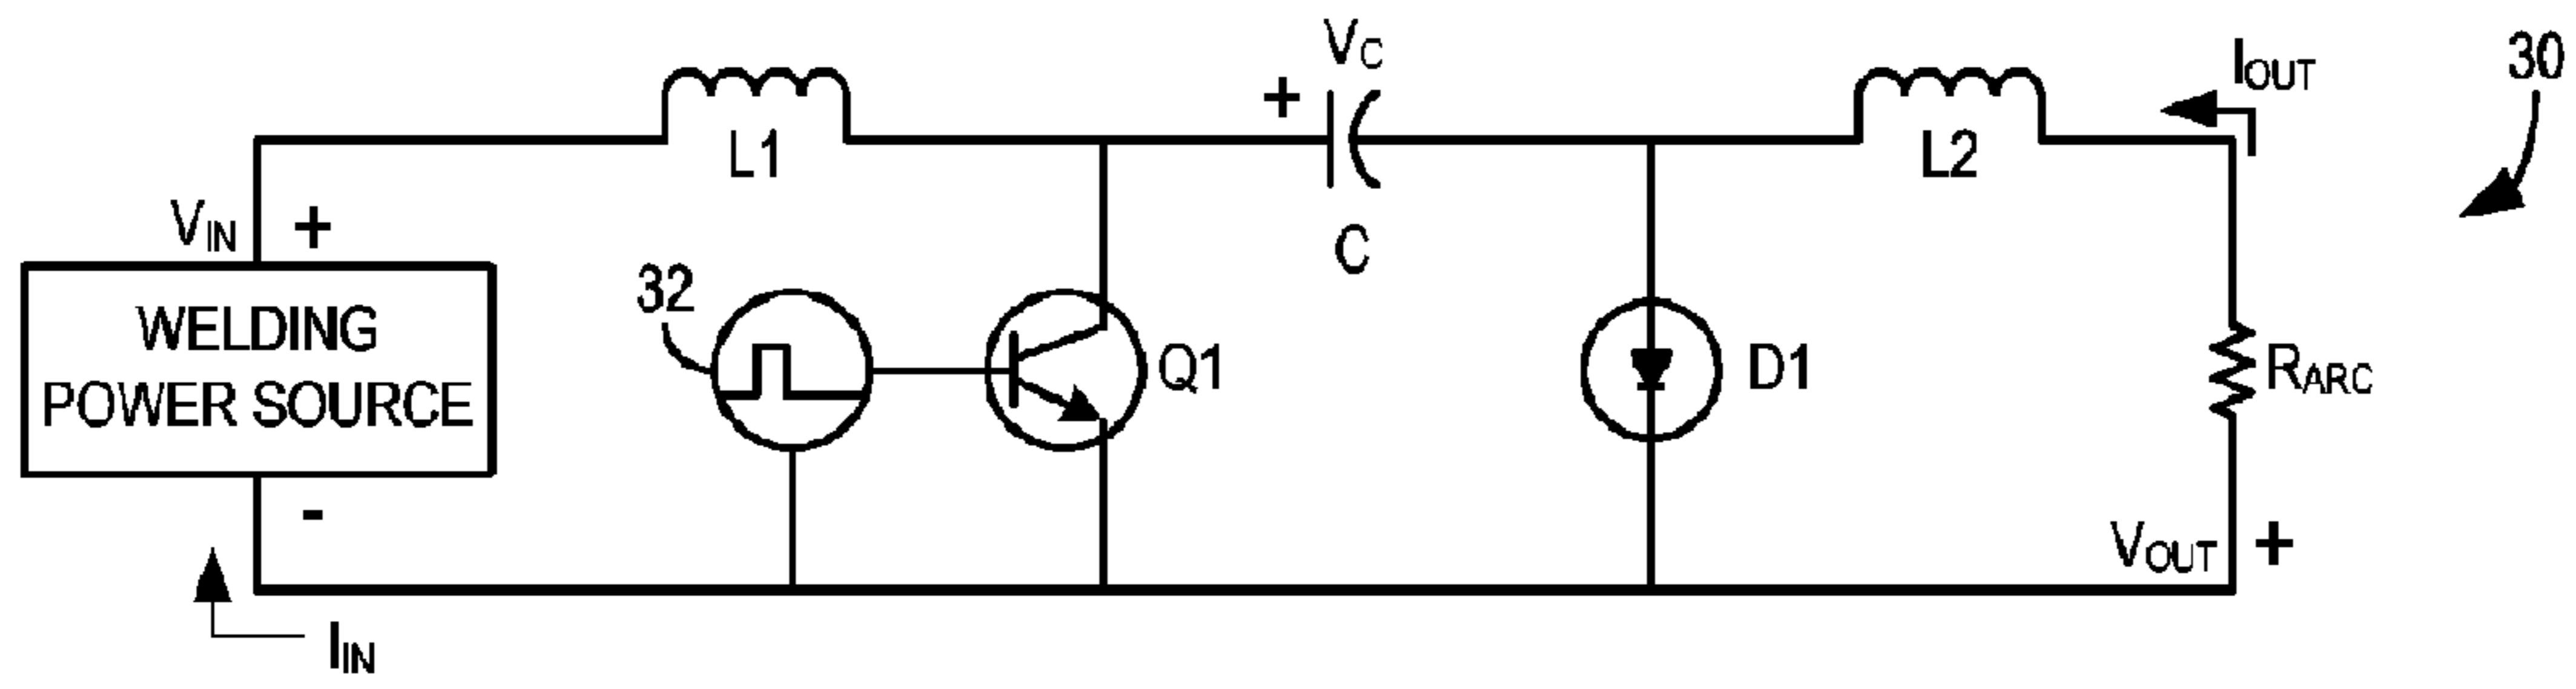 VC
+
IOUT
30
L1
L2
VIN
+
C
32
WELDING
POWER SOURCE
Q1
D1
RARC
-
VOUT
+
IIN